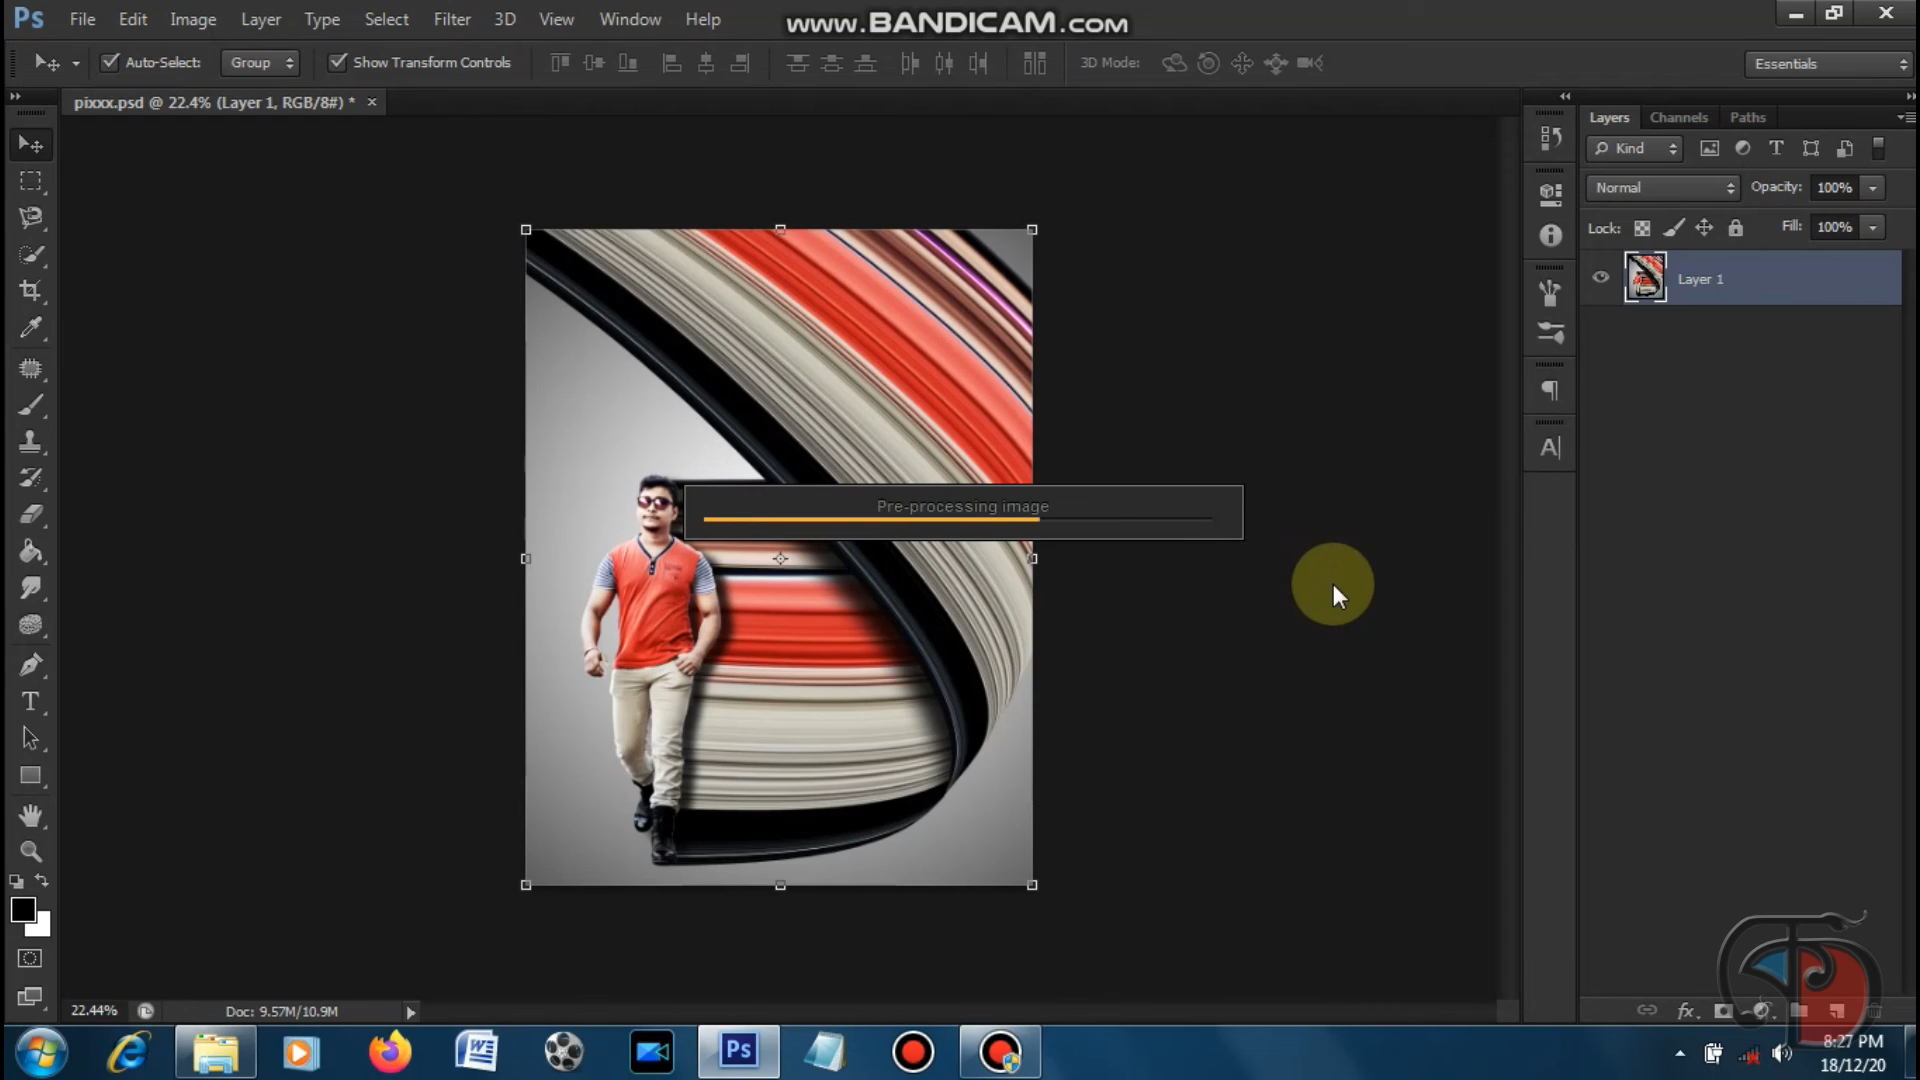 Ps File Edit Image Layer Type Select Filter 3D View Window Help
www.BANDICAM.com
Auto-Select: Group Show Transform Controls 3D Mode: Essentials
pixxx.psd @ 22.4% (Layer 1, RGB/8#) * ×
Layers Channels Paths
Kind
Normal Opacity: 100%
Lock: Fill: 100%
Layer 1
Pre-processing image
22.44% Doc: 9.57M/10.9M
fx
Ps
8:27 PM
18/12/20